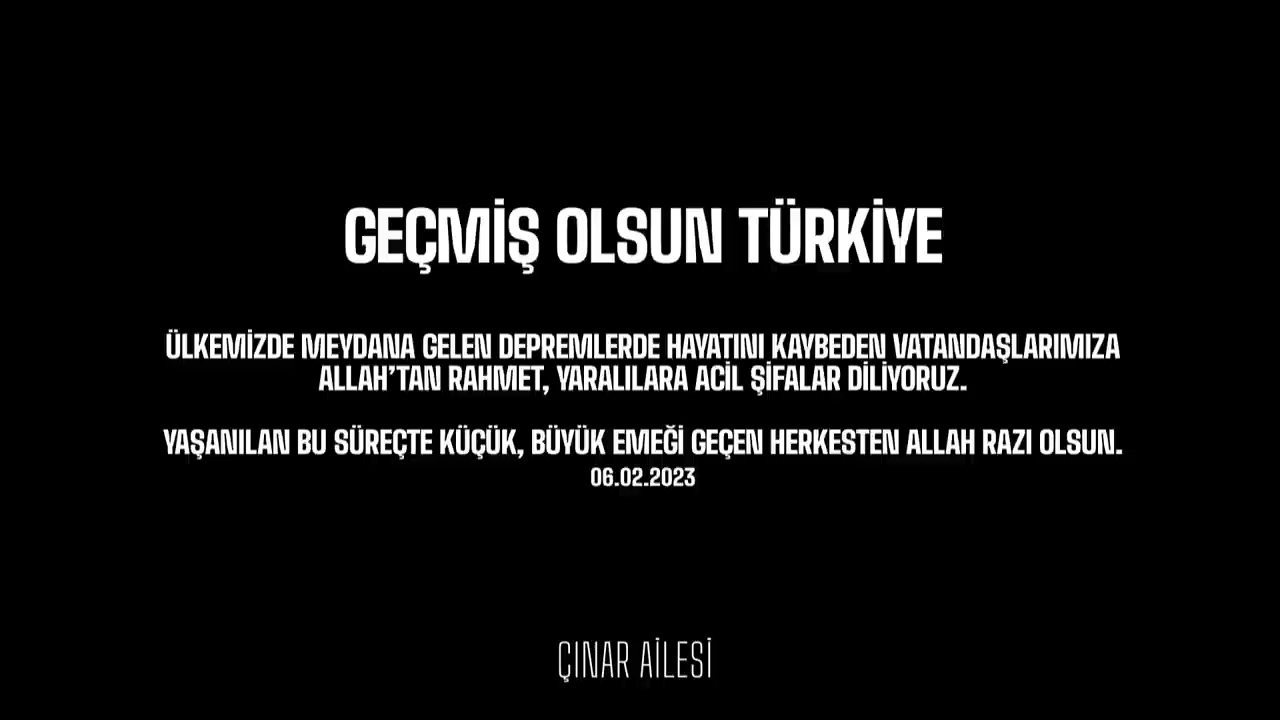 GEÇMİŞ OLSUN TÜRKİYE
ÜLKEMİZDE MEYDANA GELEN DEPREMLERDE HAYATINI KAYBEDEN VATANDAŞLARIMIZA
ALLAH'TAN RAHMET, YARALILARA ACİL ŞİFALAR DİLİYORUZ.
YAŞANILAN BU SÜREÇTE KÜÇÜK, BÜYÜK EMEĞİ GEÇEN HERKESTEN ALLAH RAZI OLSUN.
06.02.2023
ÇINAR AİLESİ